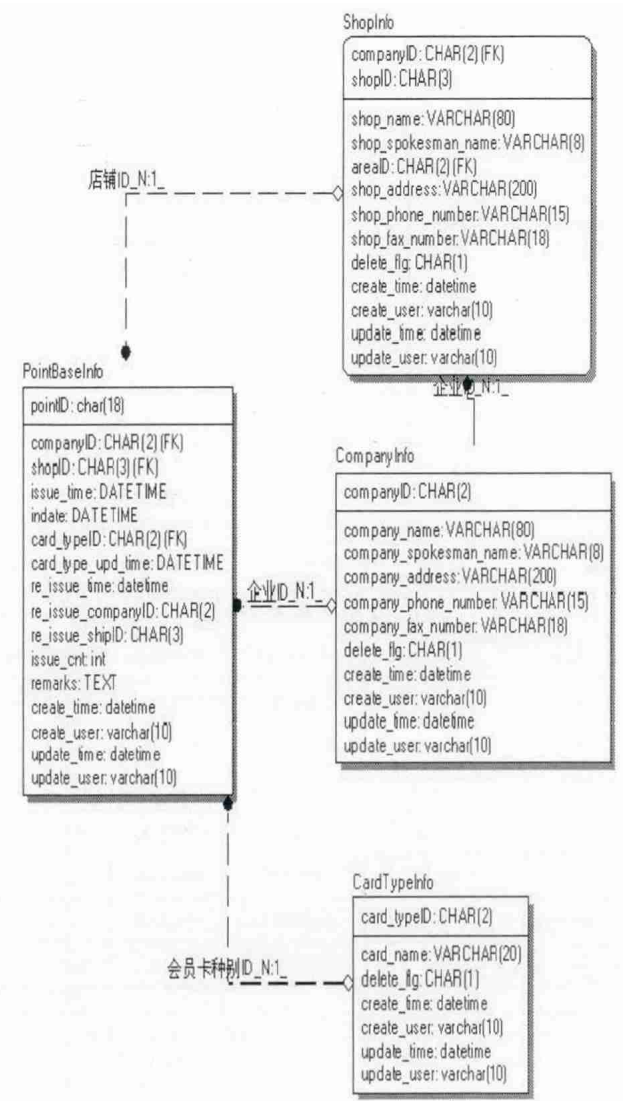 ShopInfo
companyID: CHAR(2) (FK)
shopID: CHAR(3)
shop_name: VARCHAR(80)
shop_spokesman_name: VARCHAR(8)
areaID: CHAR(2) (FK)
shop_address: VARCHAR(200)
shop_phone_number: VARCHAR(15)
shop_fax_number: VARCHAR(18)
delete_flg: CHAR(1)
create_time: datetime
create_user: varchar(10)
update_time: datetime
update_user: varchar(10)
店铺ID_N:1_
企业ID_N:1_
PointBaseInfo
pointID: char(18)
companyID: CHAR(2) (FK)
shopID: CHAR(3) (FK)
issue_time: DATETIME
indate: DATETIME
card_typeID: CHAR(2) (FK)
card_type_upd_time: DATETIME
re_issue_time: datetime
re_issue_companyID: CHAR(2)
re_issue_shipID: CHAR(3)
issue_cnt: int
remarks: TEXT
create_time: datetime
create_user: varchar(10)
update_time: datetime
update_user: varchar(10)
企业ID_N:1_
CompanyInfo
companyID: CHAR(2)
company_name: VARCHAR(80)
company_spokesman_name: VARCHAR(8)
company_address: VARCHAR(200)
company_phone_number: VARCHAR(15)
company_fax_number: VARCHAR(18)
delete_flg: CHAR(1)
create_time: datetime
create_user: varchar(10)
update_time: datetime
update_user: varchar(10)
会员卡种别ID_N:1_
CardTypeInfo
card_typeID: CHAR(2)
card_name: VARCHAR(20)
delete_flg: CHAR(1)
create_time: datetime
create_user: varchar(10)
update_time: datetime
update_user: varchar(10)